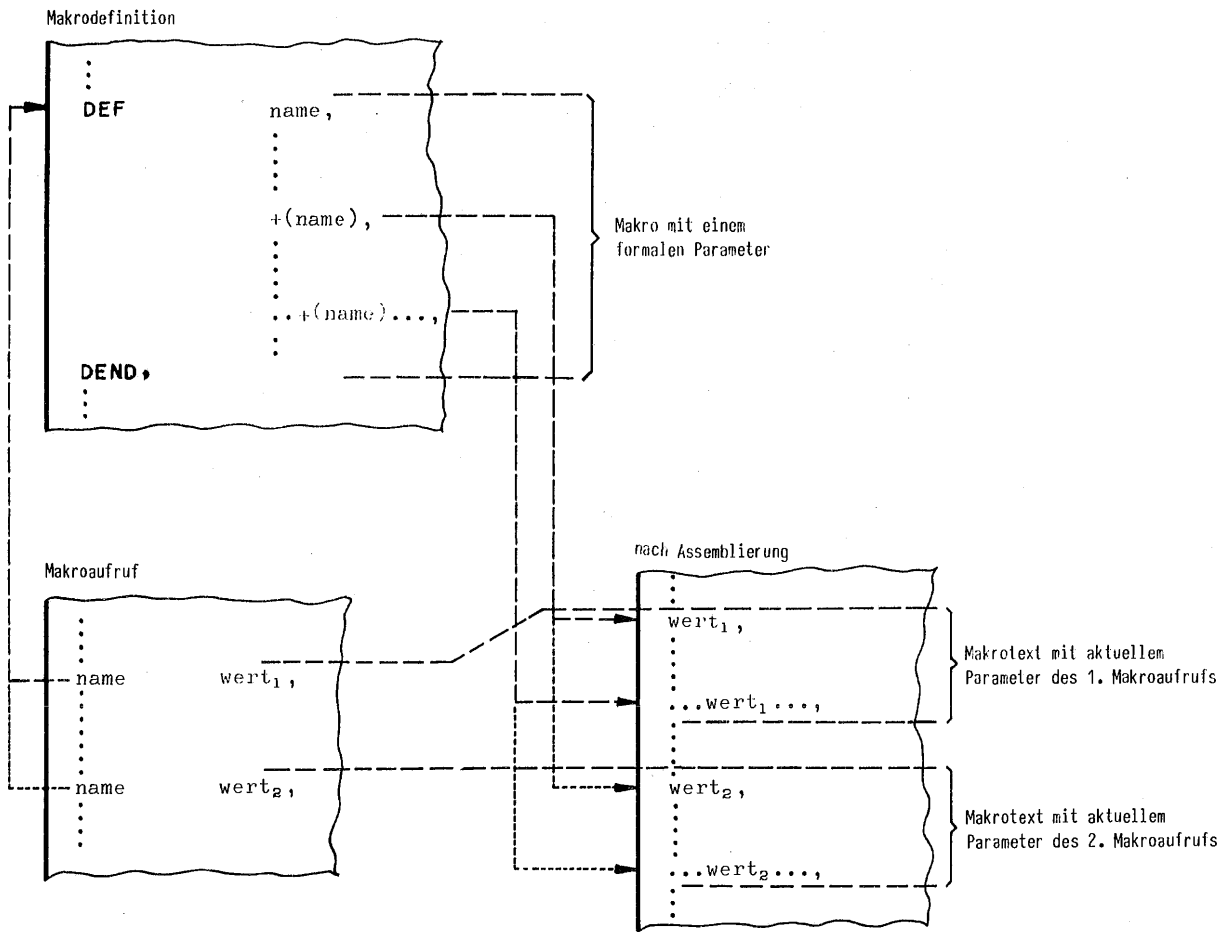 Makrodefinition
DEF name,
+(name),
..+(name)...,
DEND,
Makro mit einem
formalen Parameter
Makroaufruf
name wert₁,
name wert₂,
nach Assemblierung
wert₁,
...wert₁...,
wert₂,
...wert₂...,
Makrotext mit aktuellem
Parameter des 1. Makroaufrufs
Makrotext mit aktuellem
Parameter des 2. Makroaufrufs